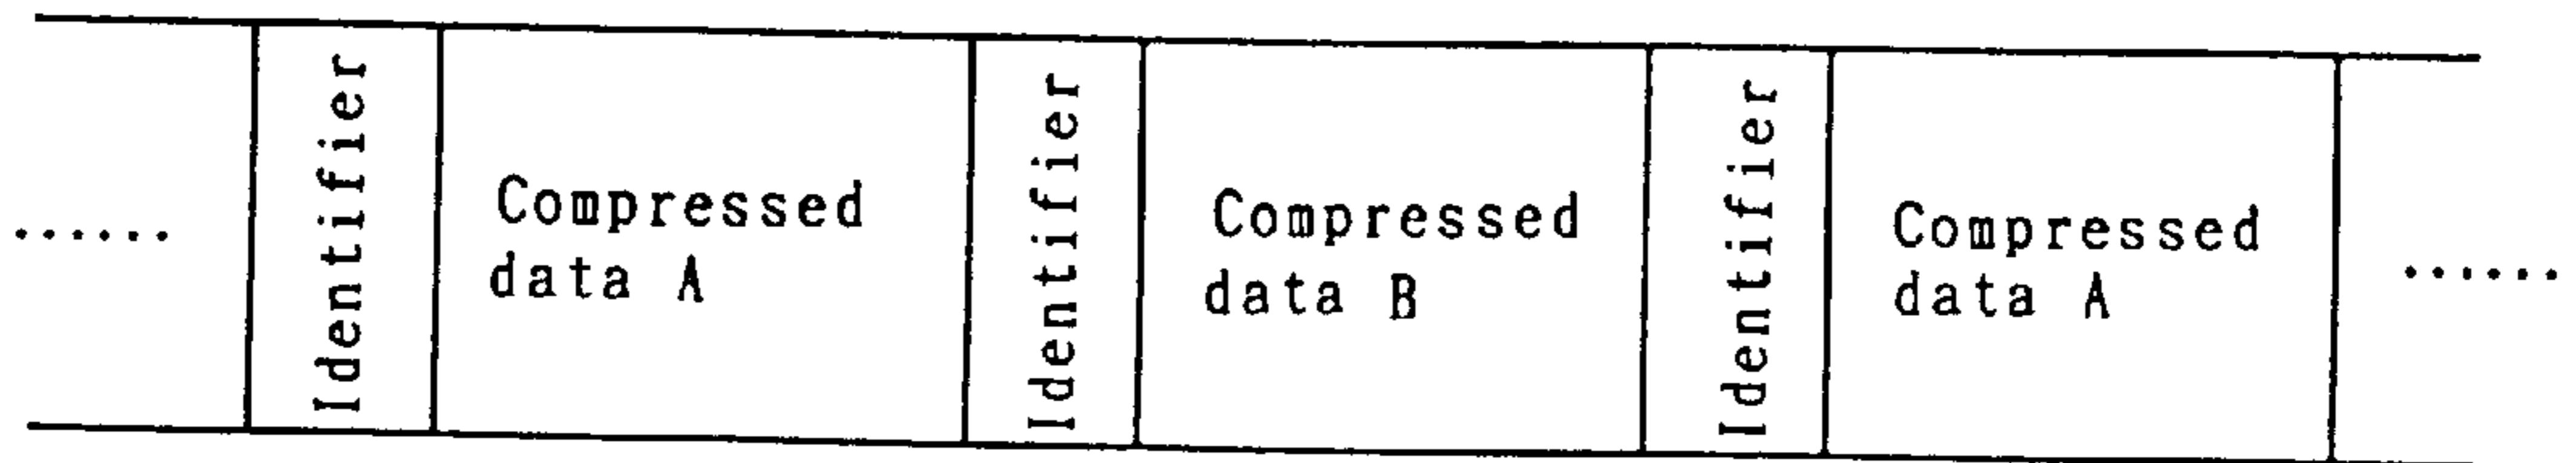 ......
Identifier
Compressed
data A
Identifier
Compressed
data B
Identifier
Compressed
data A
......